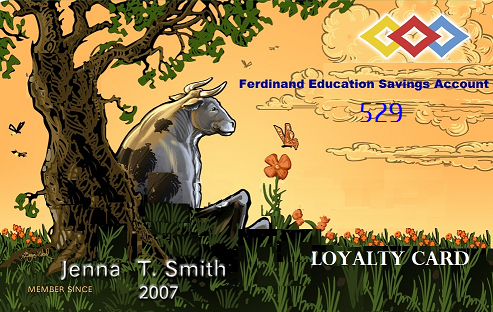 Ferdinand Education Savings Account
529
LOYALTY CARD
Jenna T. Smith
MEMBER SINCE
2007